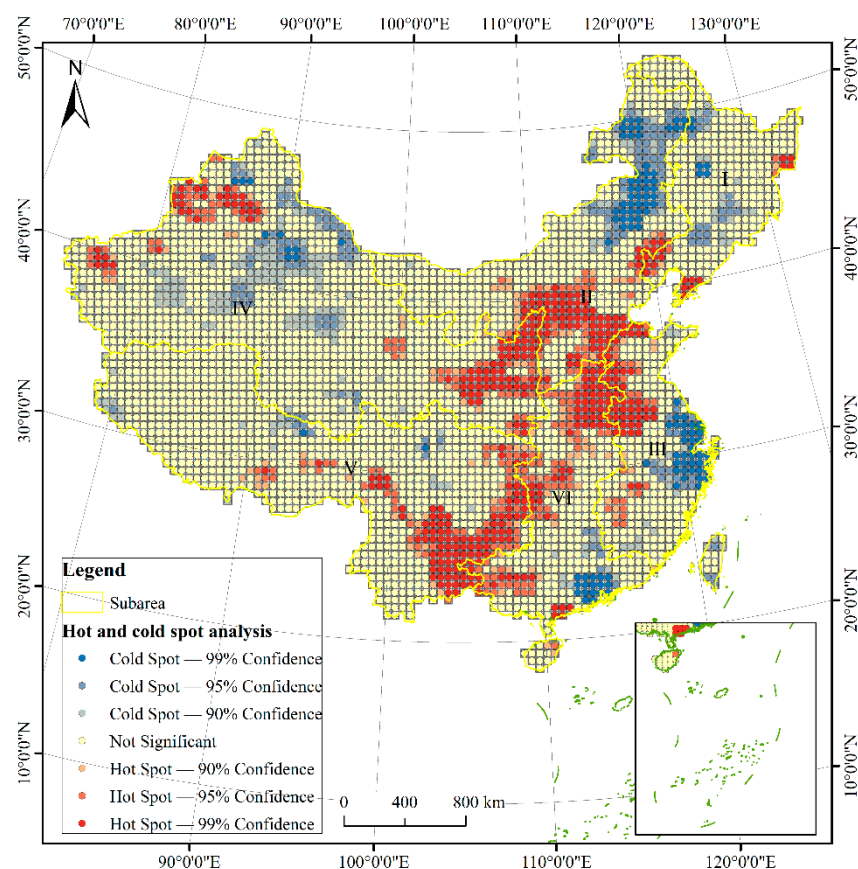 70°0'0"E 80°0'0"E 90°0'0"E 100°0'0"E 110°0'0"E 120°0'0"E 130°0'0"E
50°0'0"N 50°0'0"N
N
I
40°0'0"N 40°0'0"N
II
IV
30°0'0"N 30°0'0"N
III
V
VI
Legend
Subarea
20°0'0"N 20°0'0"N
Hot and cold spot analysis
Cold Spot — 99% Confidence
Cold Spot — 95% Confidence
Cold Spot — 90% Confidence
Not Significant
10°0'0"N 10°0'0"N
Hot Spot — 90% Confidence
Hot Spot — 95% Confidence
0 400 800 km
Hot Spot — 99% Confidence
90°0'0"E 100°0'0"E 110°0'0"E 120°0'0"E